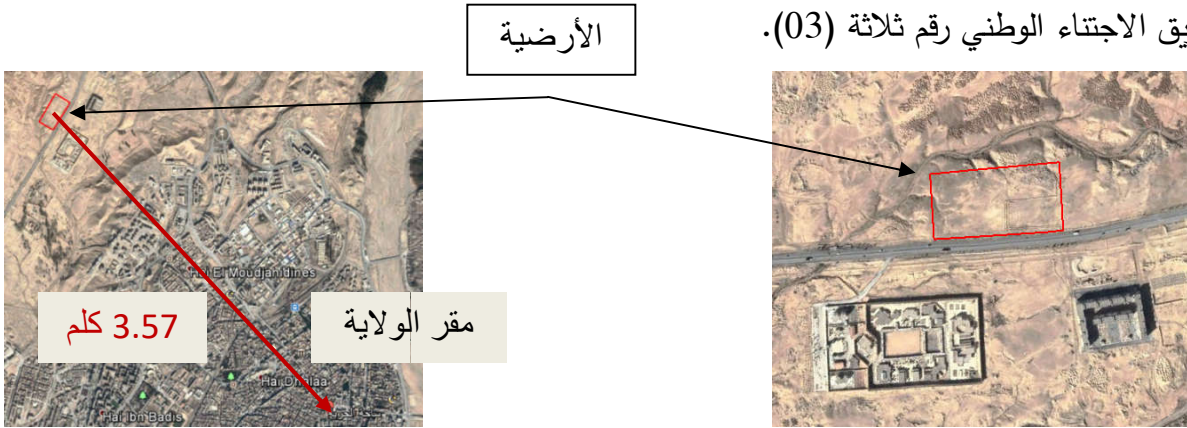 الأرضية
الاجتناء الوطني رقم ثلاثة (03).
Hai El Moudjahidines
3.57 كلم
مقر الولاية
Hai Dhalaa
Hai Ibn Badis